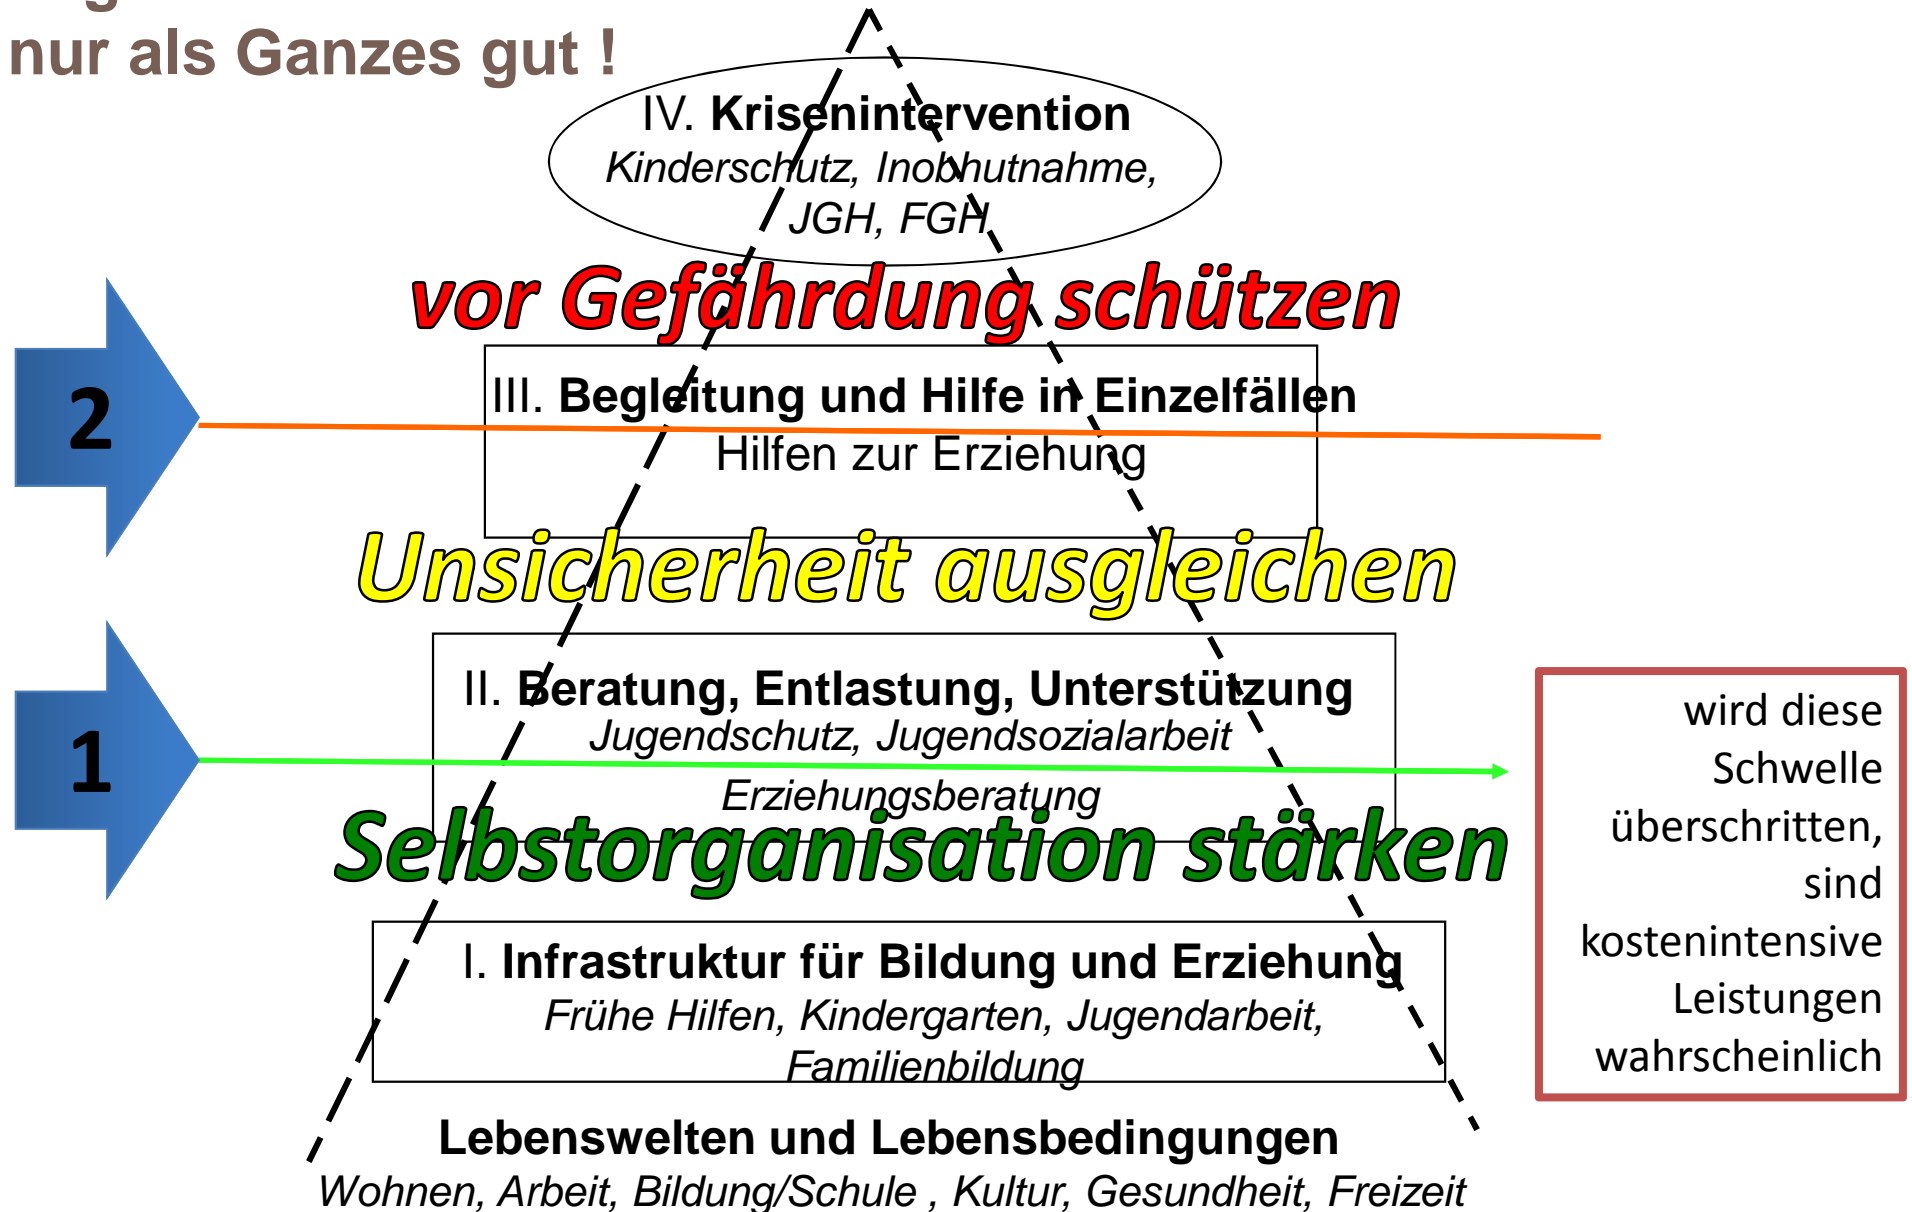 nur als Ganzes gut !
IV. Krisenintervention
Kinderschutz, Inobhutnahme,
JGH, FGH
vor Gefährdung schützen
2
III. Begleitung und Hilfe in Einzelfällen
Hilfen zur Erziehung
Unsicherheit ausgleichen
1
II. Beratung, Entlastung, Unterstützung
Jugendschutz, Jugendsozialarbeit
Erziehungsberatung
Selbstorganisation stärken
wird diese
Schwelle
überschritten,
sind
kostenintensive
Leistungen
wahrscheinlich
I. Infrastruktur für Bildung und Erziehung
Frühe Hilfen, Kindergarten, Jugendarbeit,
Familienbildung
Lebenswelten und Lebensbedingungen
Wohnen, Arbeit, Bildung/Schule , Kultur, Gesundheit, Freizeit